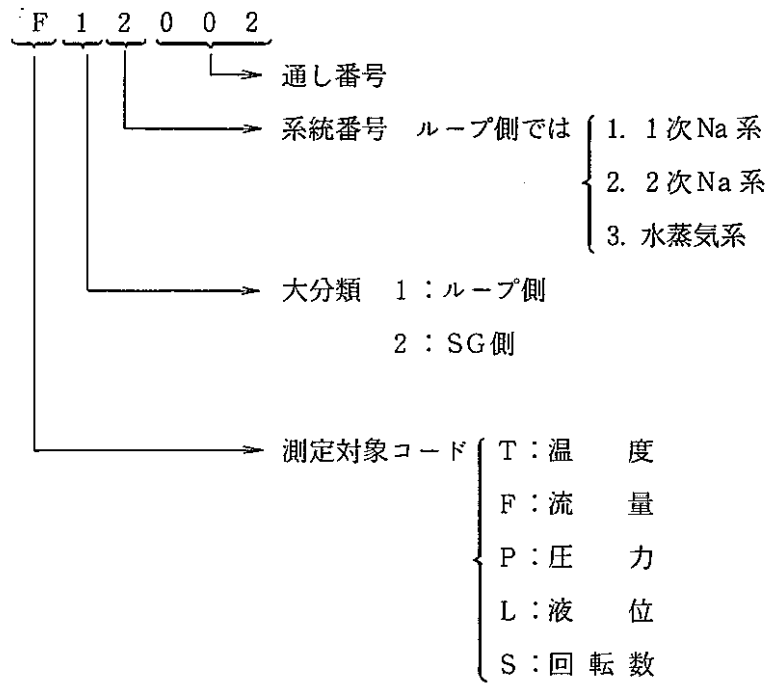 F 1 2 0 0 2
通し番号
系統番号 ループ側では 1. 1次Na系
2. 2次Na系
3. 水蒸気系
大分類 1：ループ側
2：SG側
測定対象コード T：温 度
F：流 量
P：圧 力
L：液 位
S：回 転 数